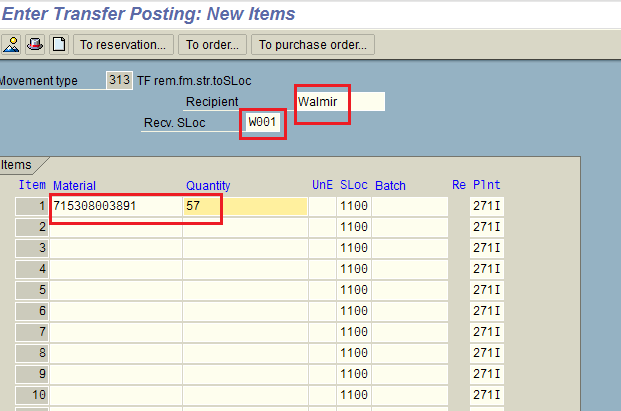 Enter Transfer Posting: New Items
To reservation... To order... To purchase order...
Movement type 313 TF rem.fm.str.toSLoc
Recipient Walmir
Recv. SLoc W001
Items
Item Material Quantity UnE SLoc Batch Re Plnt
1 715308003891 57 1100 271I
2 1100 271I
3 1100 271I
4 1100 271I
5 1100 271I
6 1100 271I
7 1100 271I
8 1100 271I
9 1100 271I
10 1100 271I